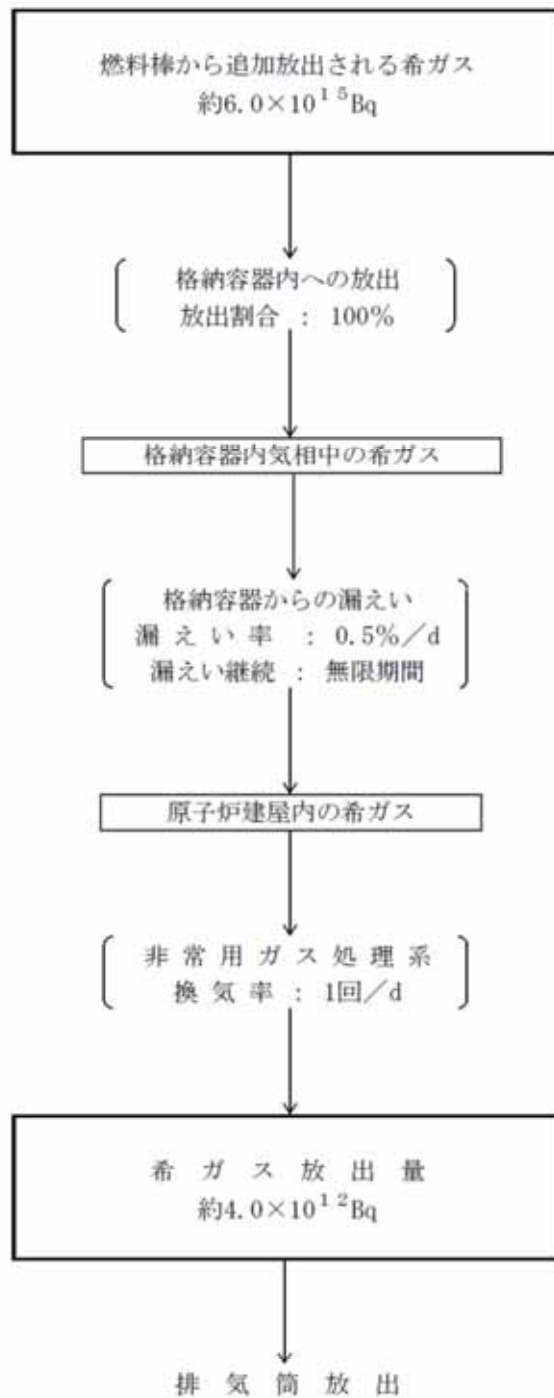 燃料棒から追加放出される希ガス
約6.0×10¹⁵Bq
格納容器内への放出
放出割合 : 100%
格納容器内気相中の希ガス
格納容器からの漏えい
漏えい率 : 0.5%/d
漏えい継続 : 無限期間
原子炉建屋内の希ガス
非常用ガス処理系
換気率 : 1回/d
希ガス放出量
約4.0×10¹²Bq
排気筒放出